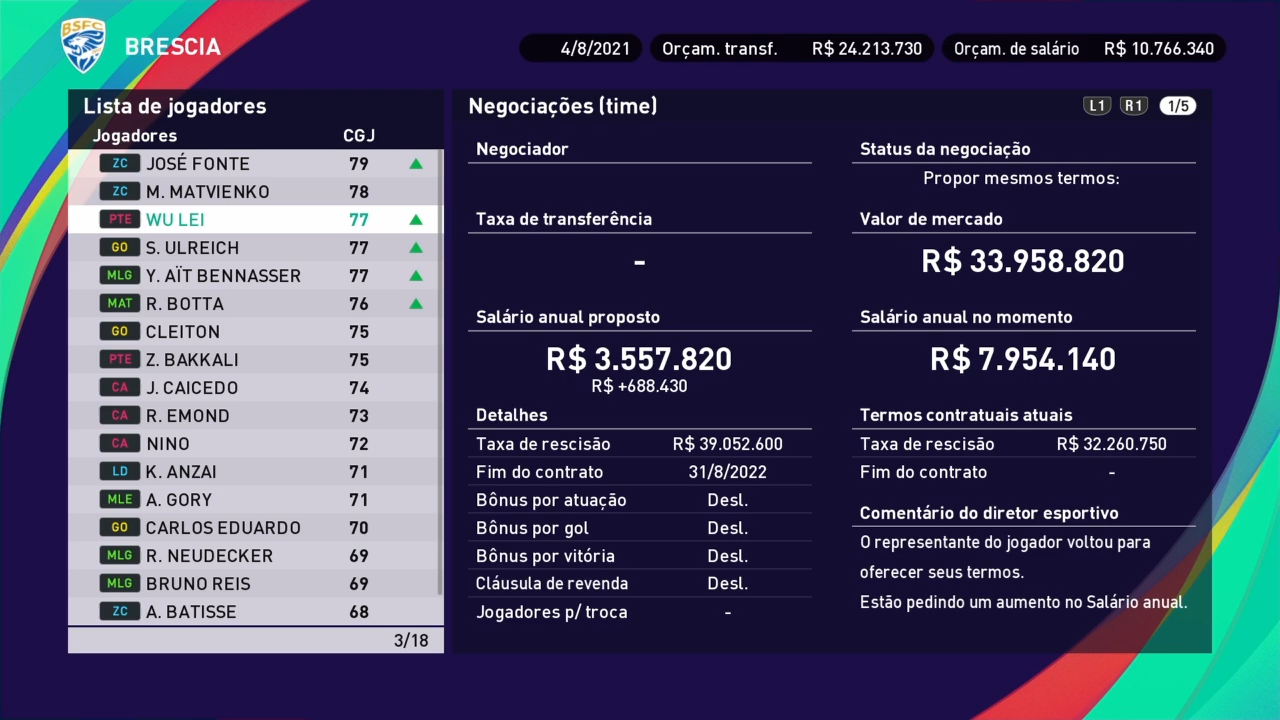 BSFC
BRESCIA
4/8/2021
Orçam. transf. R$ 24.213.730
Orçam. de salário R$ 10.766.340
Lista de jogadores
Jogadores CGJ
ZC JOSÉ FONTE 79
ZC M. MATVIENKO 78
PTE WU LEI 77
GO S. ULREICH 77
MLG Y. AÏT BENNASSER 77
MAT R. BOTTA 76
GO CLEITON 75
PTE Z. BAKKALI 75
CA J. CAICEDO 74
CA R. EMOND 73
CA NINO 72
LD K. ANZAI 71
MLE A. GORY 71
GO CARLOS EDUARDO 70
MLG R. NEUDECKER 69
MLG BRUNO REIS 69
ZC A. BATISSE 68
3/18
Negociações (time)
L1 R1 1/5
Negociador
Status da negociação
Propor mesmos termos:
Taxa de transferência
-
Valor de mercado
R$ 33.958.820
Salário anual proposto
R$ 3.557.820
R$ +688.430
Salário anual no momento
R$ 7.954.140
Detalhes
Taxa de rescisão R$ 39.052.600
Fim do contrato 31/8/2022
Bônus por atuação Desl.
Bônus por gol Desl.
Bônus por vitória Desl.
Cláusula de revenda Desl.
Jogadores p/ troca -
Termos contratuais atuais
Taxa de rescisão R$ 32.260.750
Fim do contrato -
Comentário do diretor esportivo
O representante do jogador voltou para
oferecer seus termos.
Estão pedindo um aumento no Salário anual.